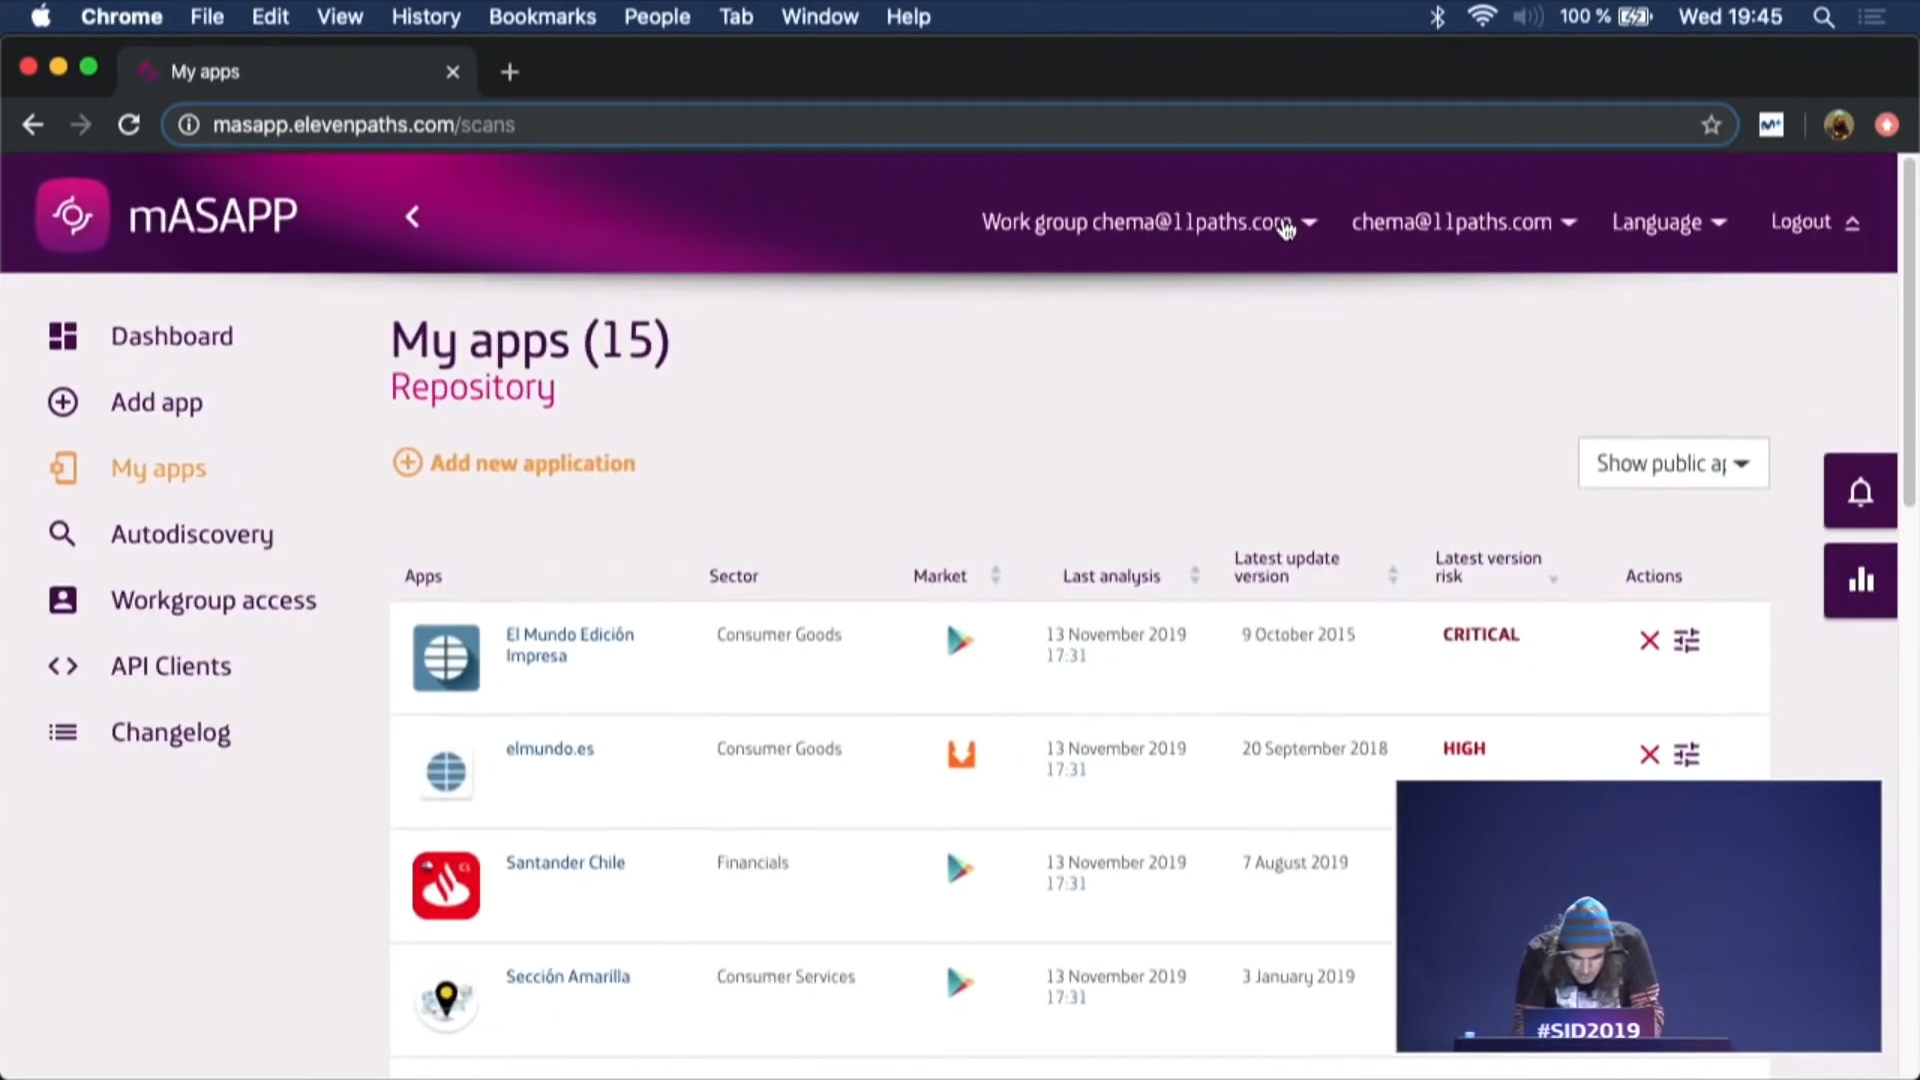 Chrome File Edit View History Bookmarks People Tab Window Help 100 % Wed 19:45
My apps
masapp.elevenpaths.com/scans
mASAPP Work group chema@11paths.com chema@11paths.com Language Logout
Dashboard
Add app
My apps
Autodiscovery
Workgroup access
API Clients
Changelog
My apps (15)
Repository
Add new application
Show public ap
Apps Sector Market Last analysis Latest update version Latest version risk Actions
El Mundo Edición Impresa
Consumer Goods
13 November 2019 17:31
9 October 2015
CRITICAL
elmundo.es
Consumer Goods
13 November 2019 17:31
20 September 2018
HIGH
Santander Chile
Financials
13 November 2019 17:31
7 August 2019
Sección Amarilla
Consumer Services
13 November 2019 17:31
3 January 2019
#SID2019